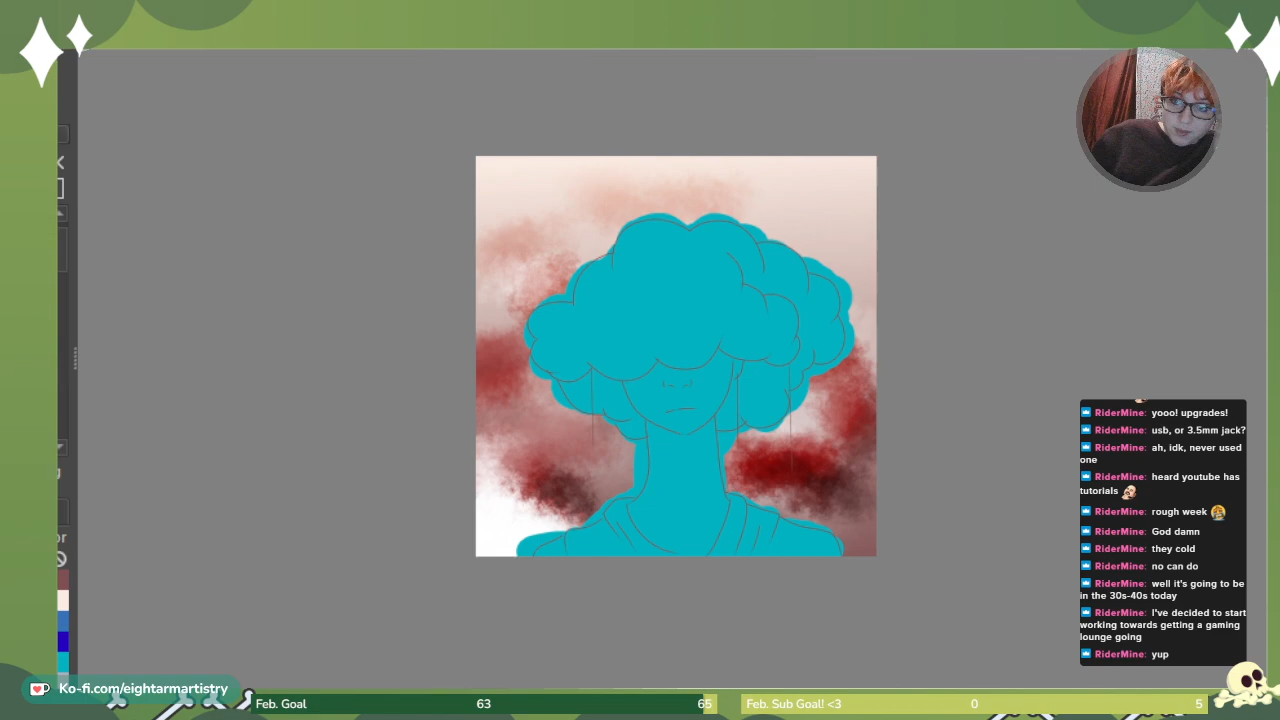 RiderMine: yooo! upgrades!
RiderMine: usb, or 3.5mm jack?
RiderMine: ah, idk, never used
one
RiderMine: heard youtube has
tutorials
RiderMine: rough week
RiderMine: God damn
RiderMine: they cold
RiderMine: no can do
RiderMine: well it's going to be
in the 30s-40s today
RiderMine: I've decided to start
working towards getting a gaming
lounge going
RiderMine: yup
or
Ko-fi.com/eightarmartistry
Feb. Goal 63 65
Feb. Sub Goal! <3 0 5